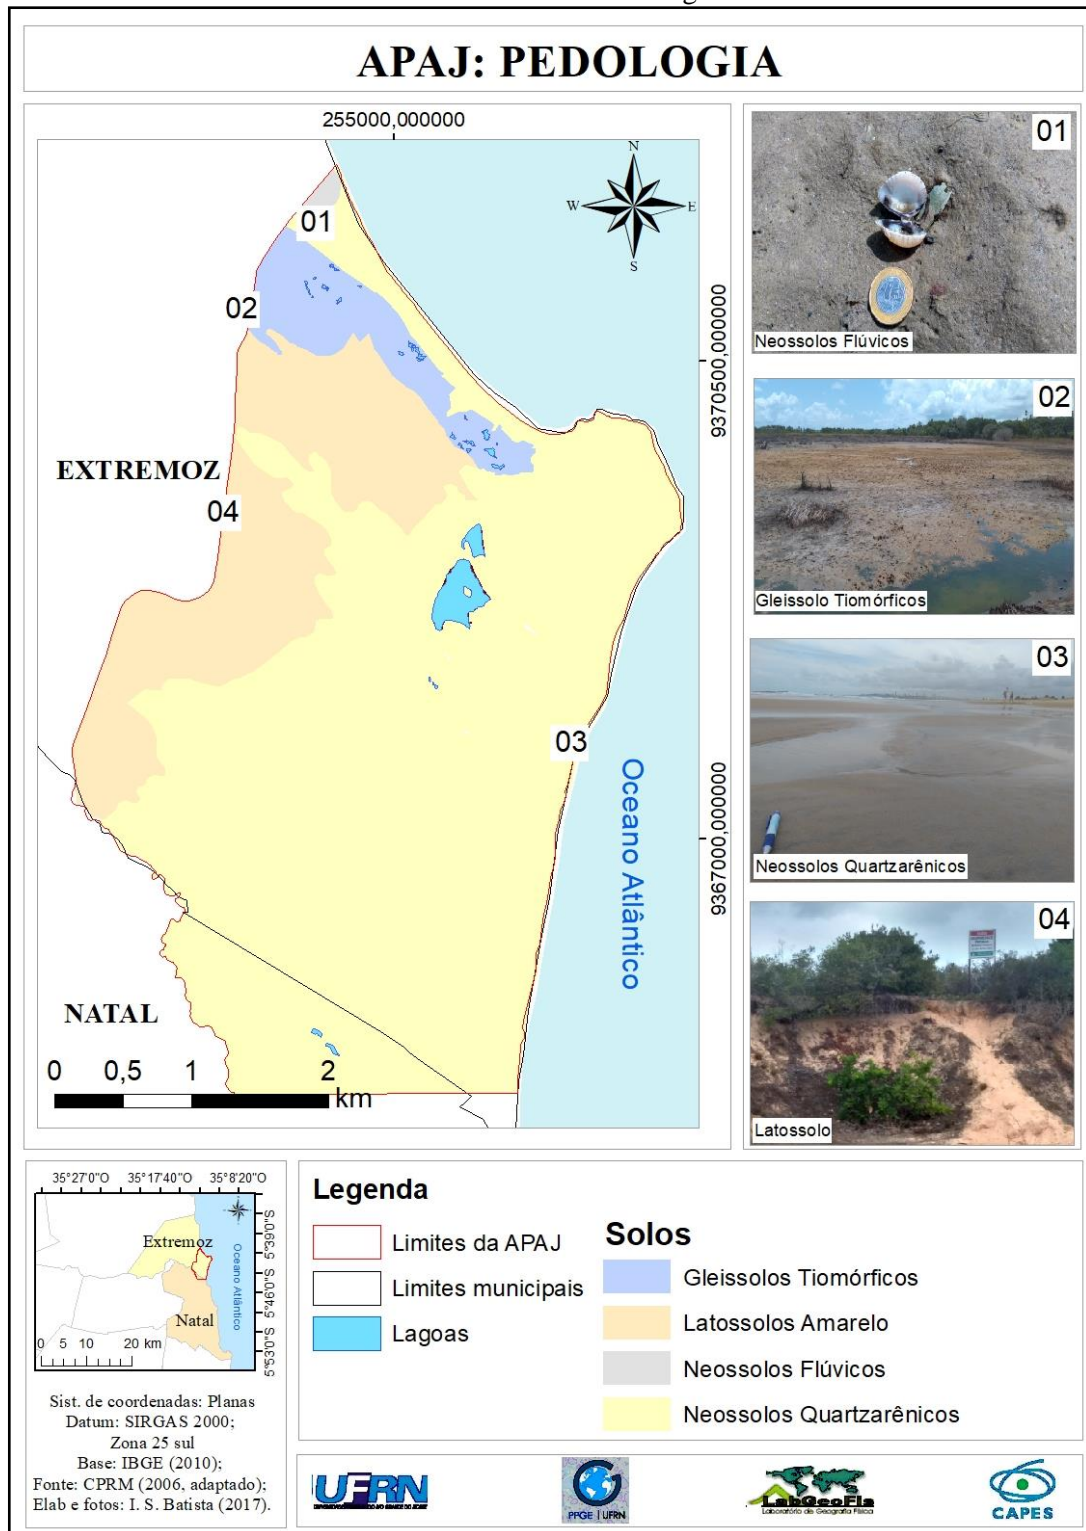 APAJ: PEDOLOGIA
255000,000000
N
W
E
S
01
02
EXTREMOZ
04
03
9370500,000000
9367000,000000
Oceano Atlântico
NATAL
0 0,5 1 2
km
01
Neossolos Flúvicos
02
Gleissolo Tiomórficos
03
Neossolos Quartzarênicos
04
Latossolo
35°27'0"O 35°17'40"O 35°8'20"O
5°39'0"S
5°46'0"S
5°53'0"S
Extremoz
Oceano Atlântico
Natal
0 5 10 20 km
Sist. de coordenadas: Planas
Datum: SIRGAS 2000;
Zona 25 sul
Base: IBGE (2010);
Fonte: CPRM (2006, adaptado);
Elab e fotos: I. S. Batista (2017).
Legenda
Limites da APAJ
Limites municipais
Lagoas
Solos
Gleissolos Tiomórficos
Latossolos Amarelo
Neossolos Flúvicos
Neossolos Quartzarênicos
UFRN
PPGE | UFRN
LabGeoFis
Laboratório de Geografia Física
CAPES